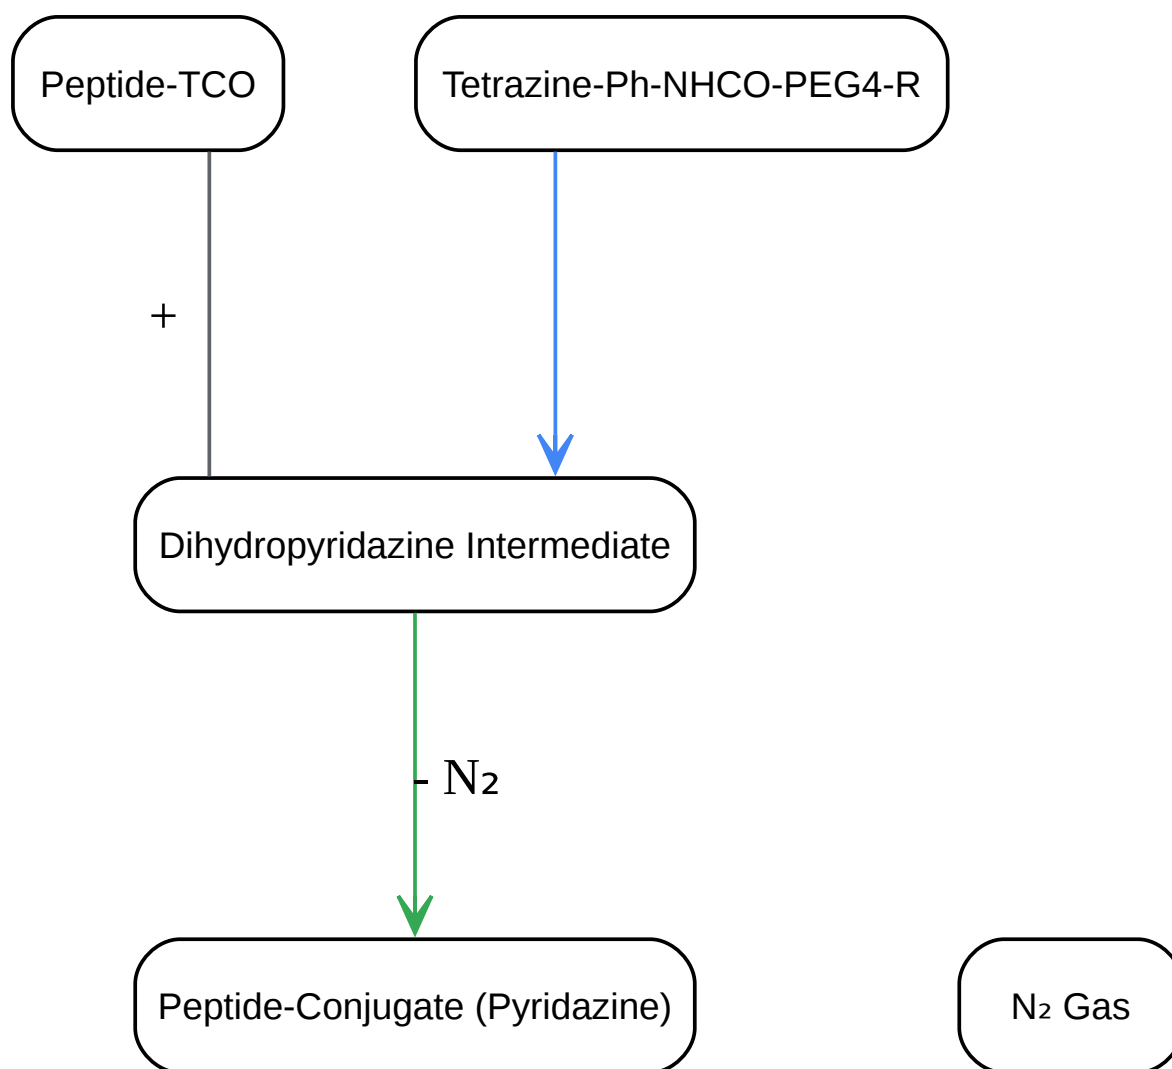 Peptide-TCO
Tetrazine-Ph-NHCO-PEG4-R
+
Dihydropyridazine Intermediate
- N₂
Peptide-Conjugate (Pyridazine)
N₂ Gas